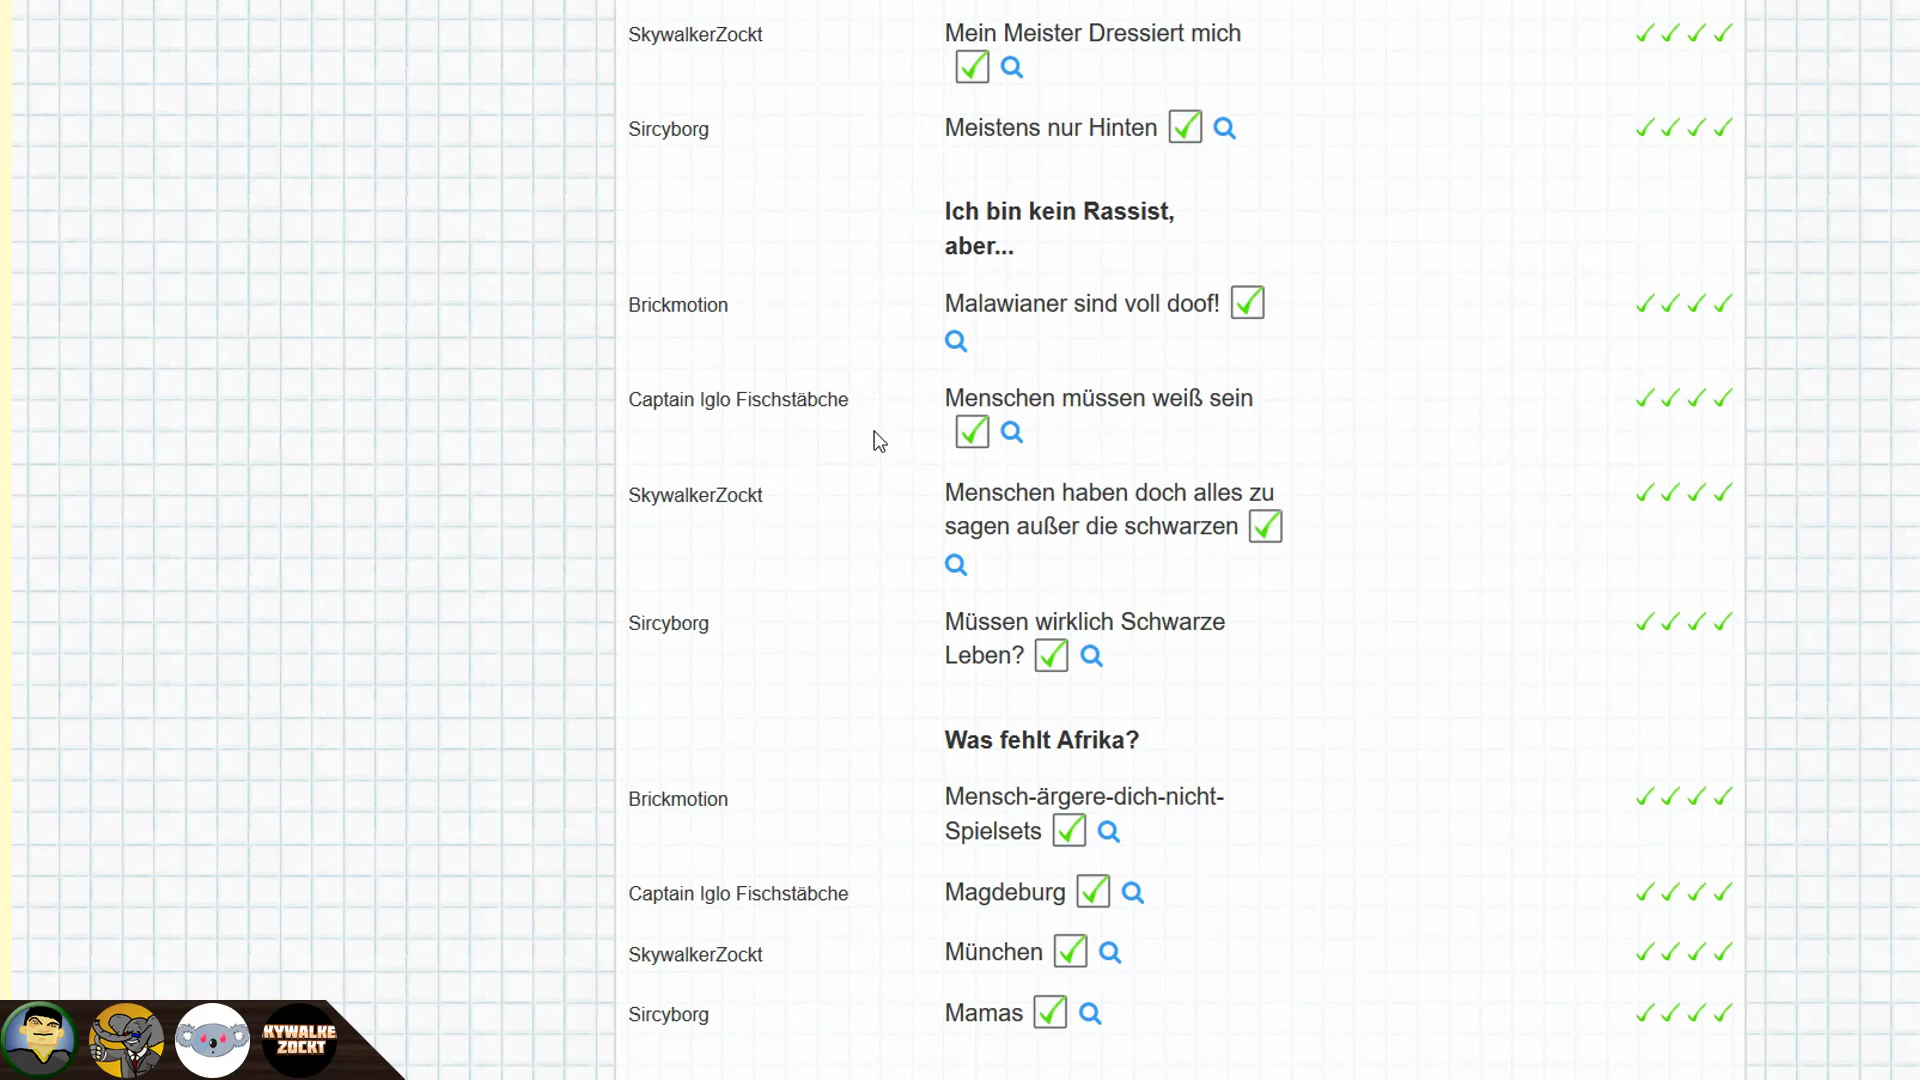 SkywalkerZockt
Mein Meister Dressiert mich
Sircyborg
Meistens nur Hinten
Ich bin kein Rassist,
aber...
Brickmotion
Malawianer sind voll doof!
Captain Iglo Fischstäbche
Menschen müssen weiß sein
SkywalkerZockt
Menschen haben doch alles zu
sagen außer die schwarzen
Sircyborg
Müssen wirklich Schwarze
Leben?
Was fehlt Afrika?
Brickmotion
Mensch-ärgere-dich-nicht-
Spielsets
Captain Iglo Fischstäbche
Magdeburg
SkywalkerZockt
München
Sircyborg
Mamas
KYWALKE
ZOCKT